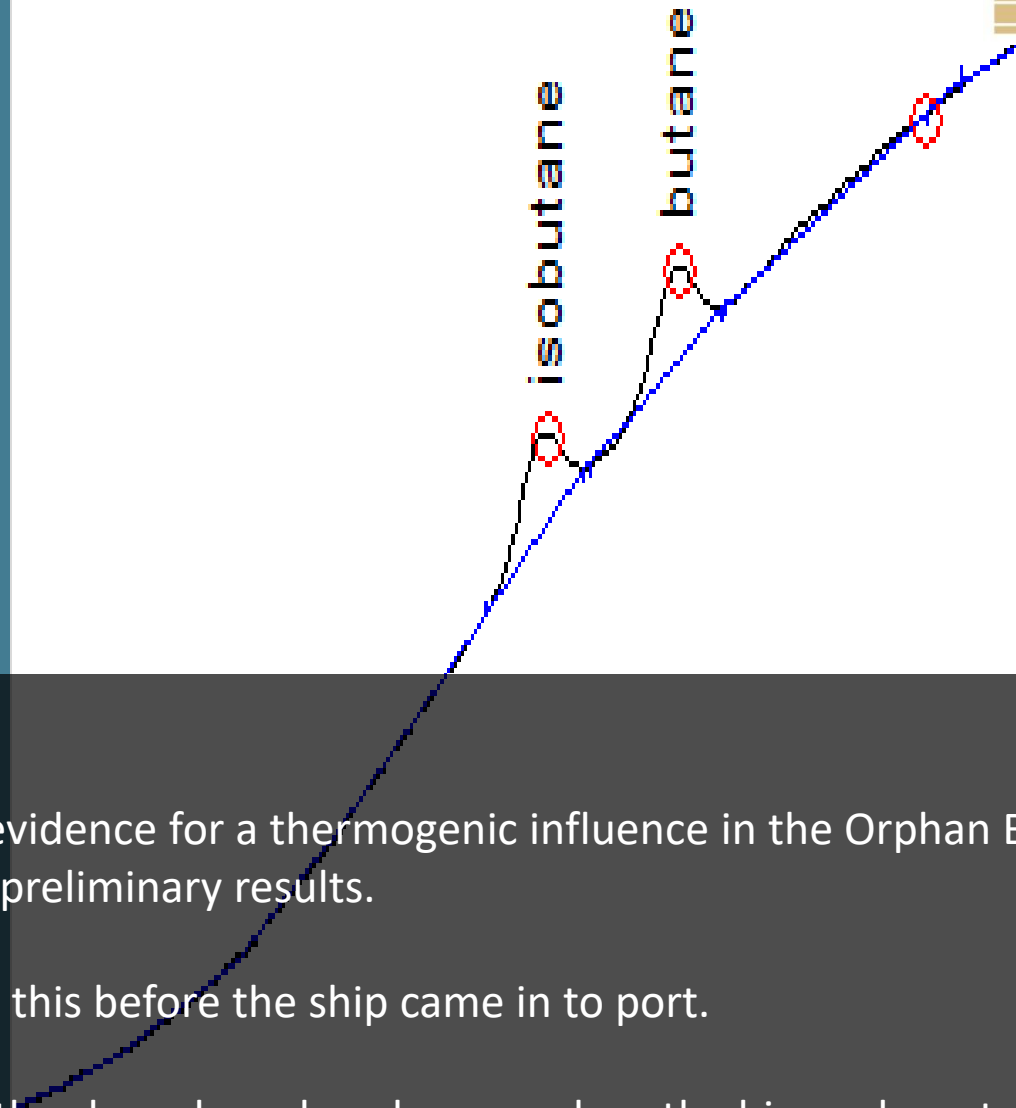 isobutane
butane
evidence for a thermogenic influence in the Orphan
preliminary results.
this before the ship came in to port.